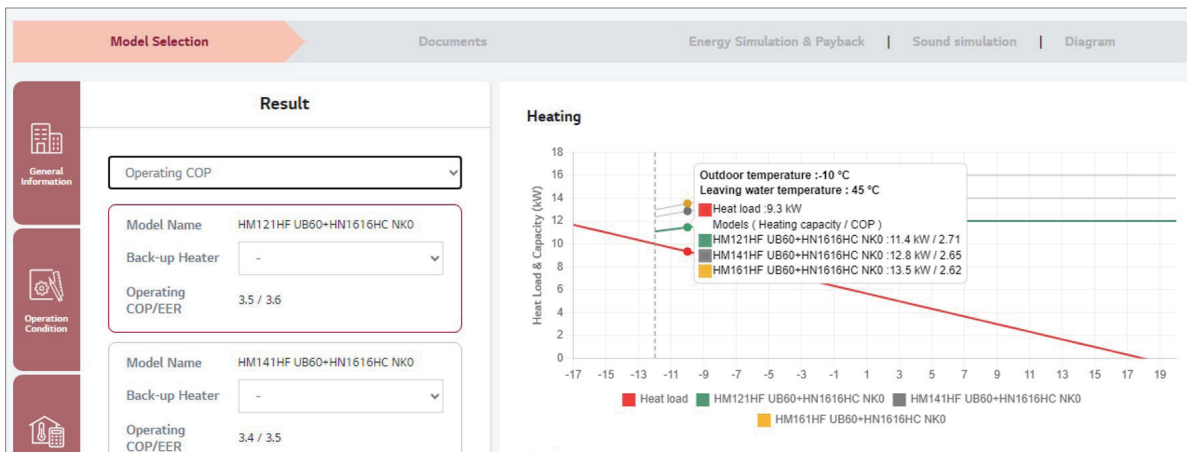 Model Selection
Documents
Energy Simulation & Payback | Sound simulation | Diagram
General
Information
Operation
Condition
Result
Operating COP
Model Name HM121HF UB60+HN1616HC NK0
Back-up Heater -
Operating
COP/EER 3.5 / 3.6
Model Name HM141HF UB60+HN1616HC NK0
Back-up Heater -
Operating
COP/EER 3.4 / 3.5
Heating
Heat Load & Capacity (kW)
18
16
14
12
10
8
6
4
2
0
Outdoor temperature :-10 °C
Leaving water temperature : 45 °C
Heat load :9.3 kW
Models ( Heating capacity / COP )
HM121HF UB60+HN1616HC NK0 :11.4 kW / 2.71
HM141HF UB60+HN1616HC NK0 :12.8 kW / 2.65
HM161HF UB60+HN1616HC NK0 :13.5 kW / 2.62
-17 -15 -13 -11 -9 -7 -5 -3 -1 1 3 5 7 9 11 13 15 17 19
Heat load HM121HF UB60+HN1616HC NK0 HM141HF UB60+HN1616HC NK0
HM161HF UB60+HN1616HC NK0